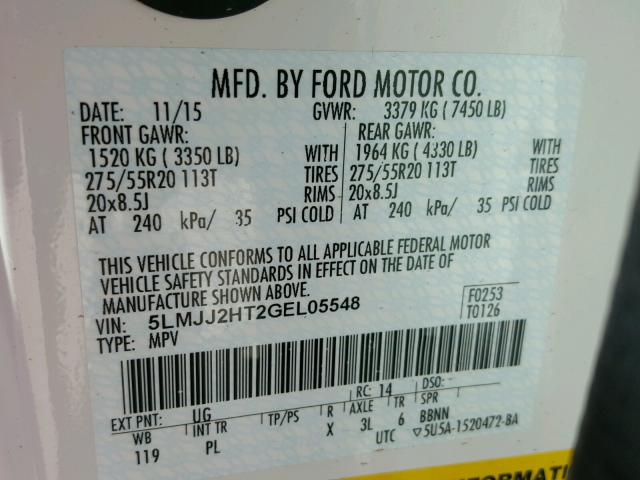 MFD. BY FORD MOTOR CO.
DATE: 11/15 GVWR: 3379 KG ( 7450 LB)
FRONT GAWR: REAR GAWR:
1520 KG ( 3350 LB) WITH 1964 KG ( 4330 LB) WITH
275/55R20 113T TIRES 275/55R20 113T TIRES
20x8.5J RIMS 20x8.5J RIMS
AT 240 kPa/ 35 PSI COLD AT 240 kPa/ 35 PSI COLD
THIS VEHICLE CONFORMS TO ALL APPLICABLE FEDERAL MOTOR
VEHICLE SAFETY STANDARDS IN EFFECT ON THE DATE OF
MANUFACTURE SHOWN ABOVE.
VIN: 5LMJJ2HT2GEL05548 F0253
TYPE: MPV T0126
RC: 14 DSO:
EXT PNT: UG R AXLE TR SPR
WB INT TR TP/PS X 3L 6 BBNN
119 PL UTC ▽5U5A-1520472-BA
FORMATI